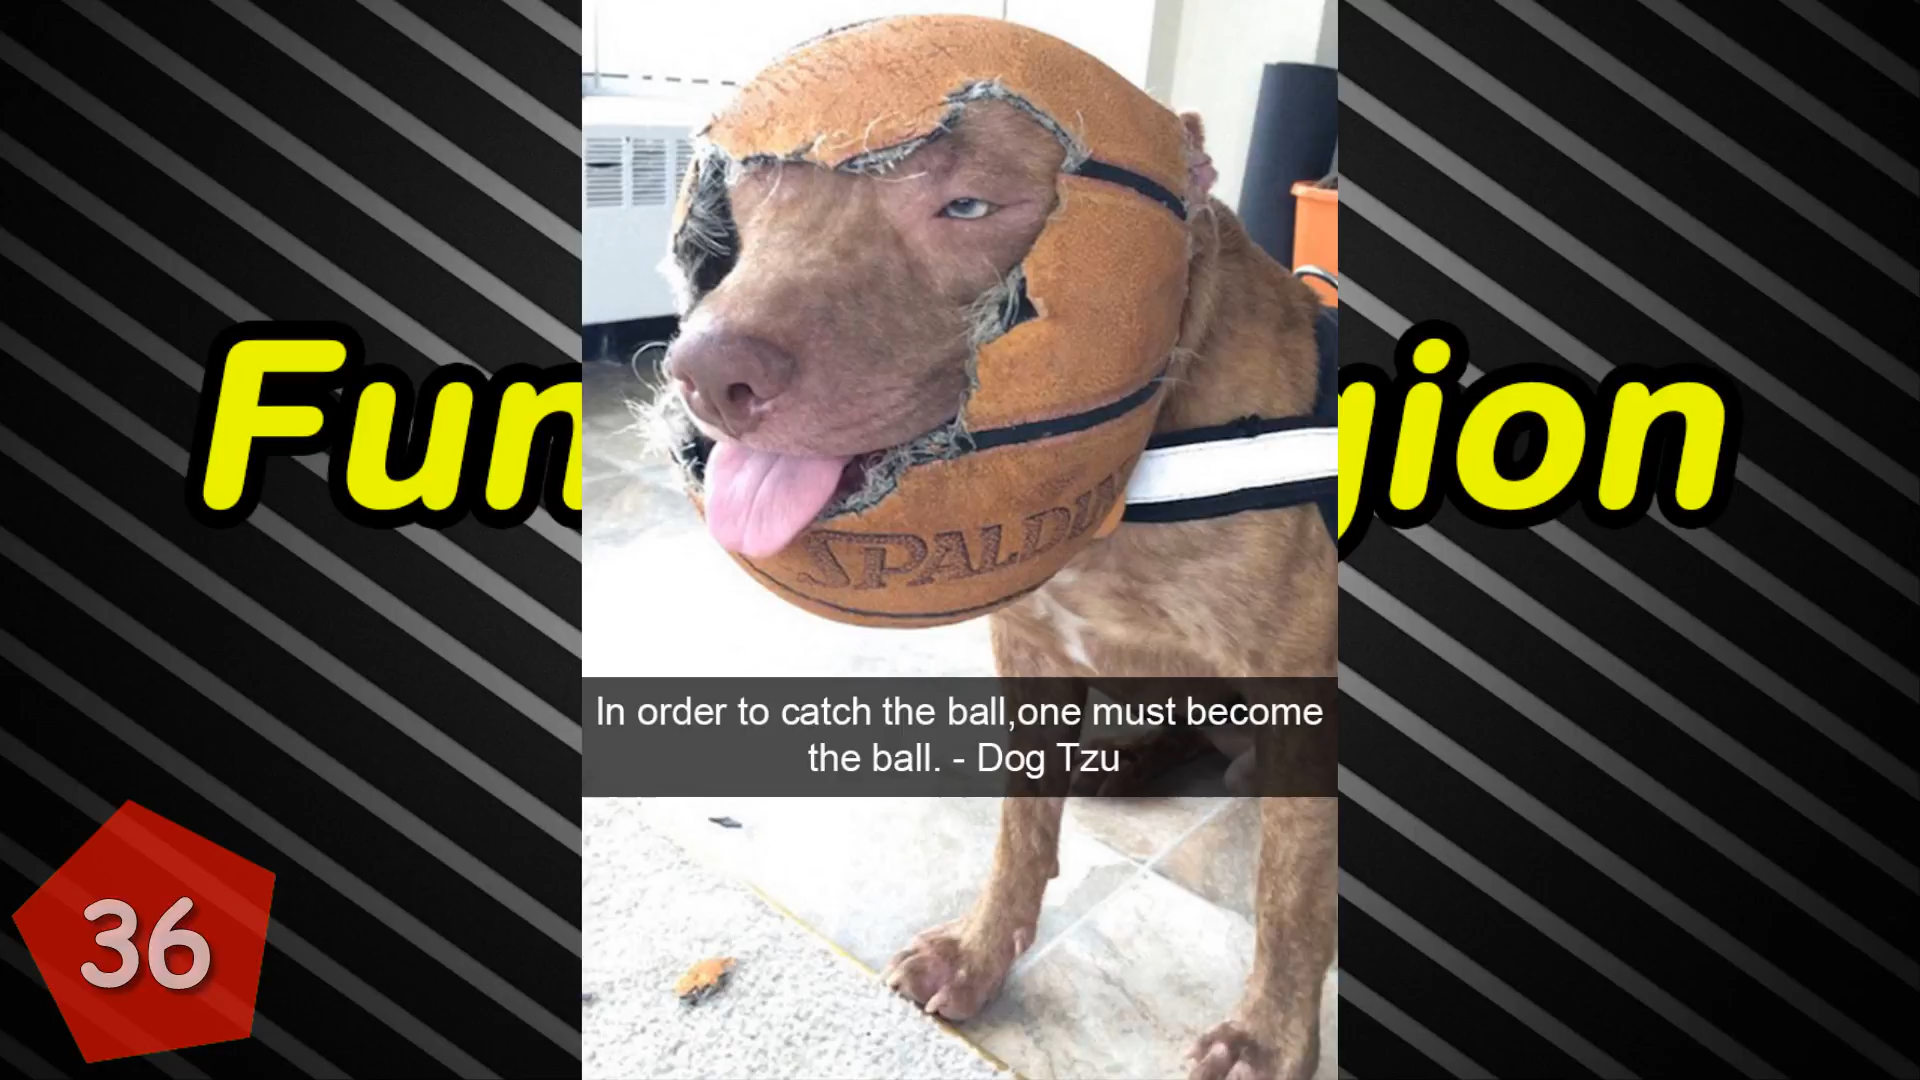 Fun
gion
SPALDI
In order to catch the ball,one must become
the ball. - Dog Tzu
36